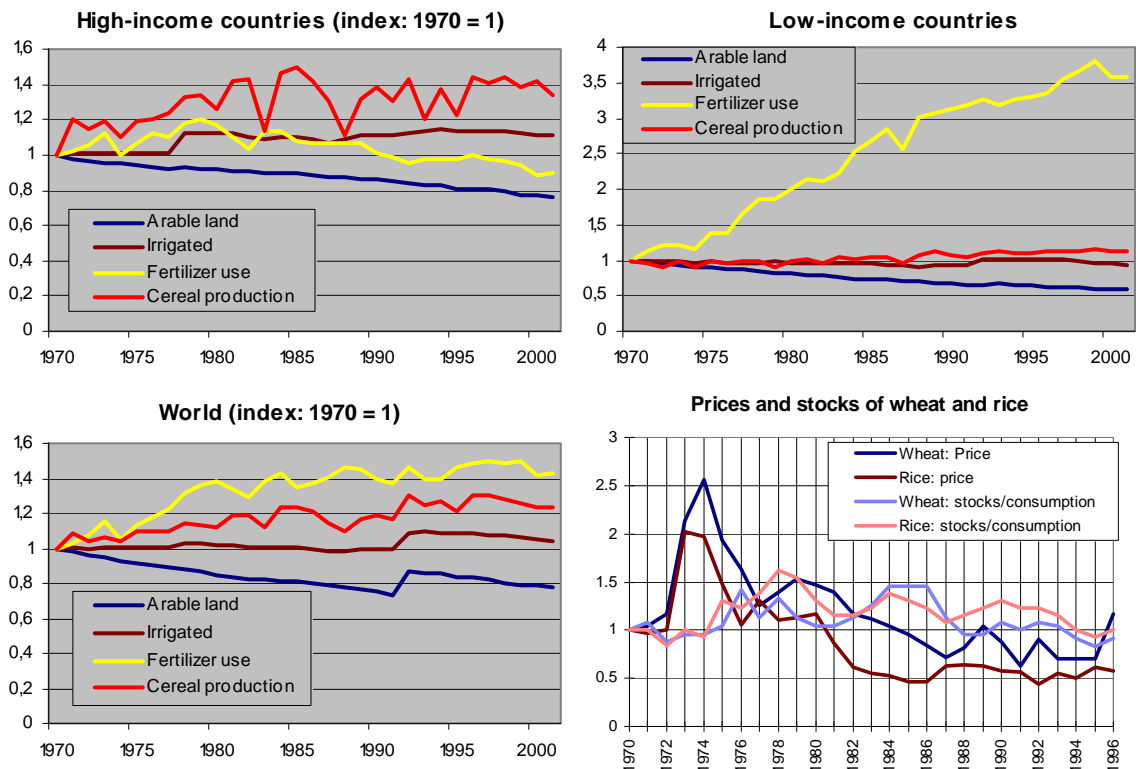 High-income countries (index: 1970 = 1)
1,6
1,4
1,2
1
0,8
0,6
0,4
0,2
0
Arable land
Irrigated
Fertilizer use
Cereal production
1970 1975 1980 1985 1990 1995 2000
Low-income countries
4
3,5
3
2,5
2
1,5
1
0,5
0
Arable land
Irrigated
Fertilizer use
Cereal production
1970 1975 1980 1985 1990 1995 2000
World (index: 1970 = 1)
1,6
1,4
1,2
1
0,8
0,6
0,4
0,2
0
Arable land
Irrigated
Fertilizer use
Cereal production
1970 1975 1980 1985 1990 1995 2000
Prices and stocks of wheat and rice
3
2.5
2
1.5
1
0.5
0
Wheat: Price
Rice: price
Wheat: stocks/consumption
Rice: stocks/consumption
1970 1972 1974 1976 1978 1980 1982 1984 1986 1988 1990 1992 1994 1996